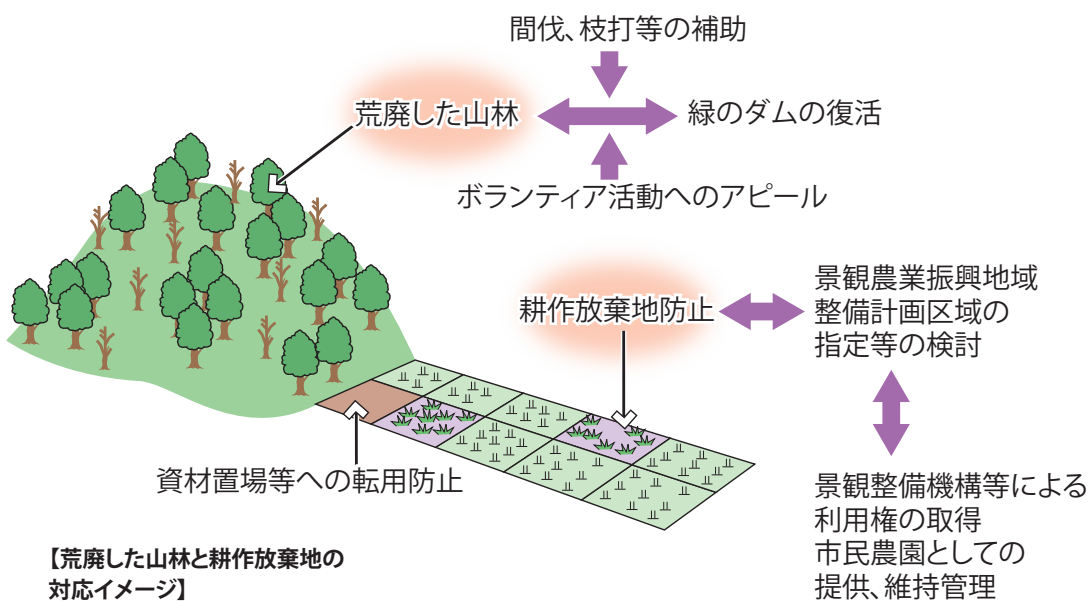 間伐、枝打等の補助
荒廃した山林
緑のダムの復活
ボランティア活動へのアピール
耕作放棄地防止
景観農業振興地域
整備計画区域の
指定等の検討
資材置場等への転用防止
景観整備機構等による
利用権の取得
市民農園としての
提供、維持管理
【荒廃した山林と耕作放棄地の
対応イメージ】